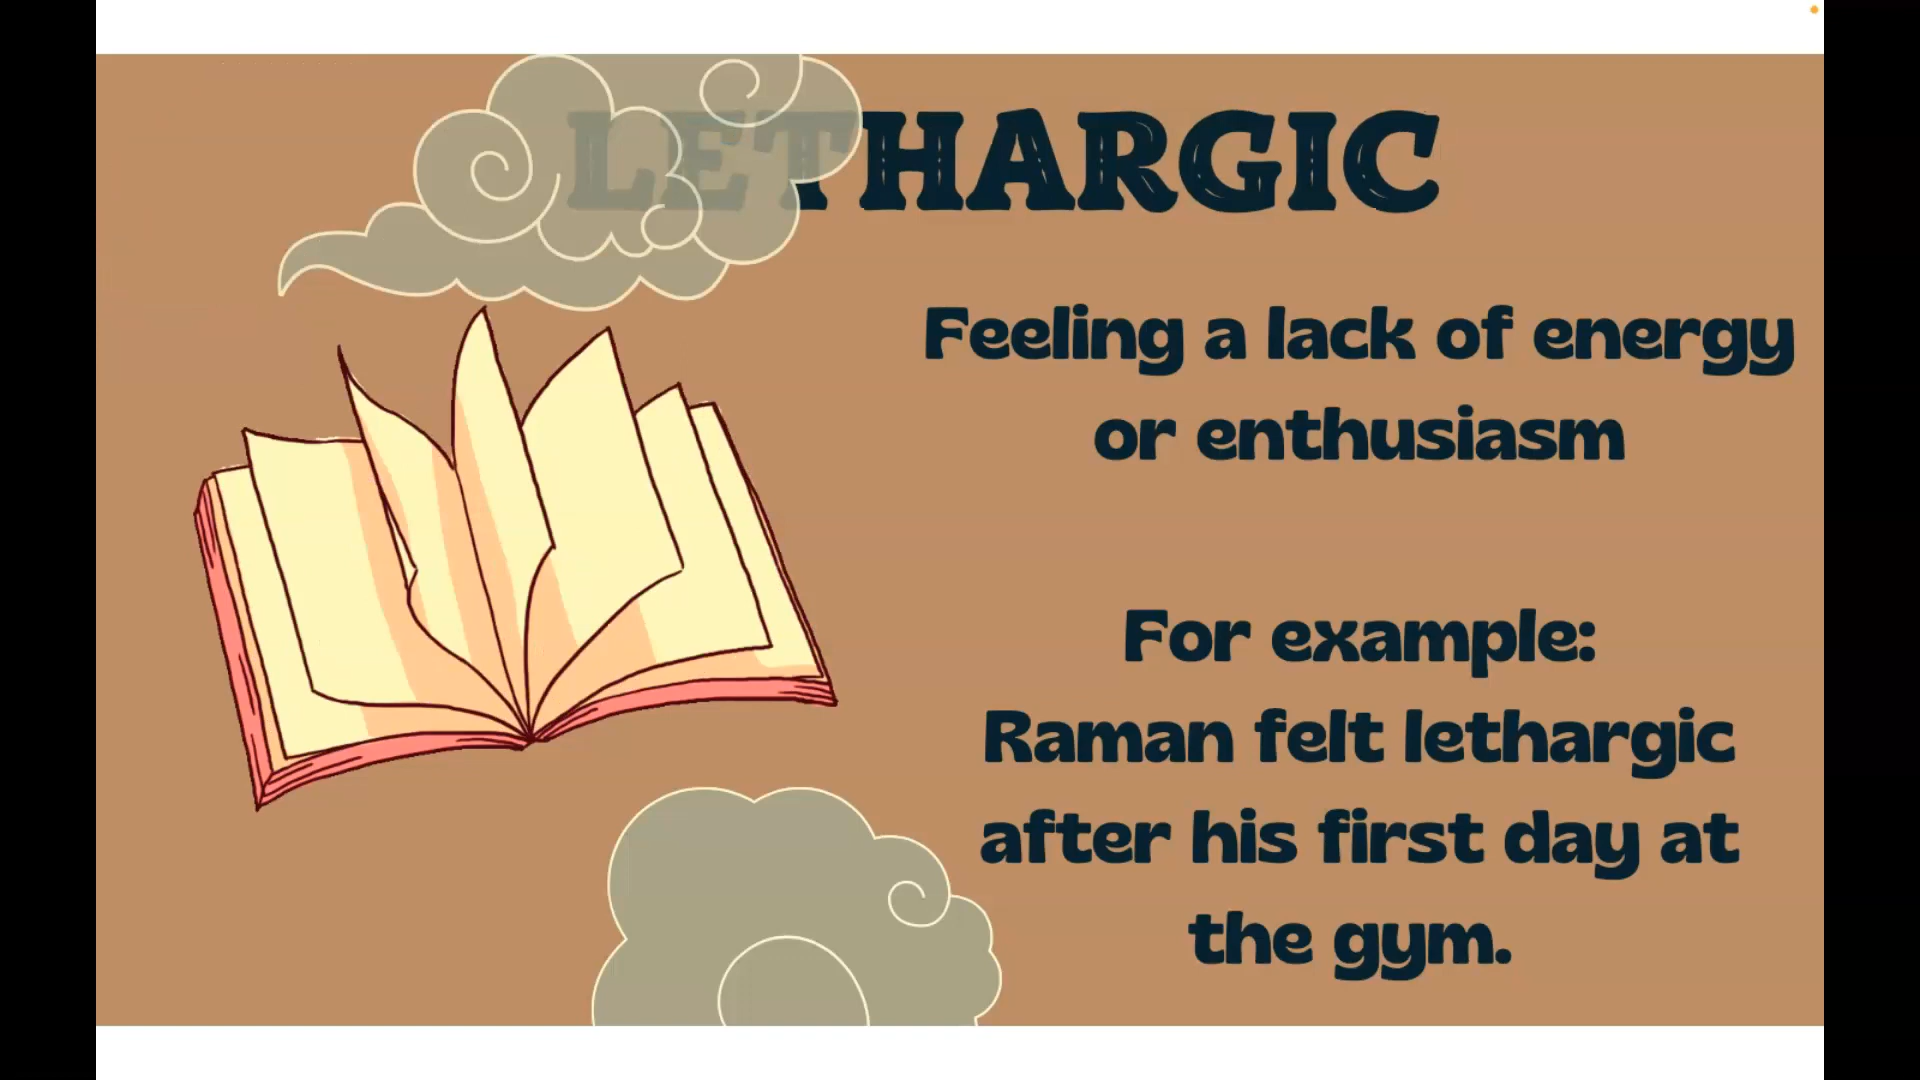 LETHARGIC
Feeling a lack of energy
or enthusiasm
For example:
Raman felt lethargic
after his first day at
the gym.